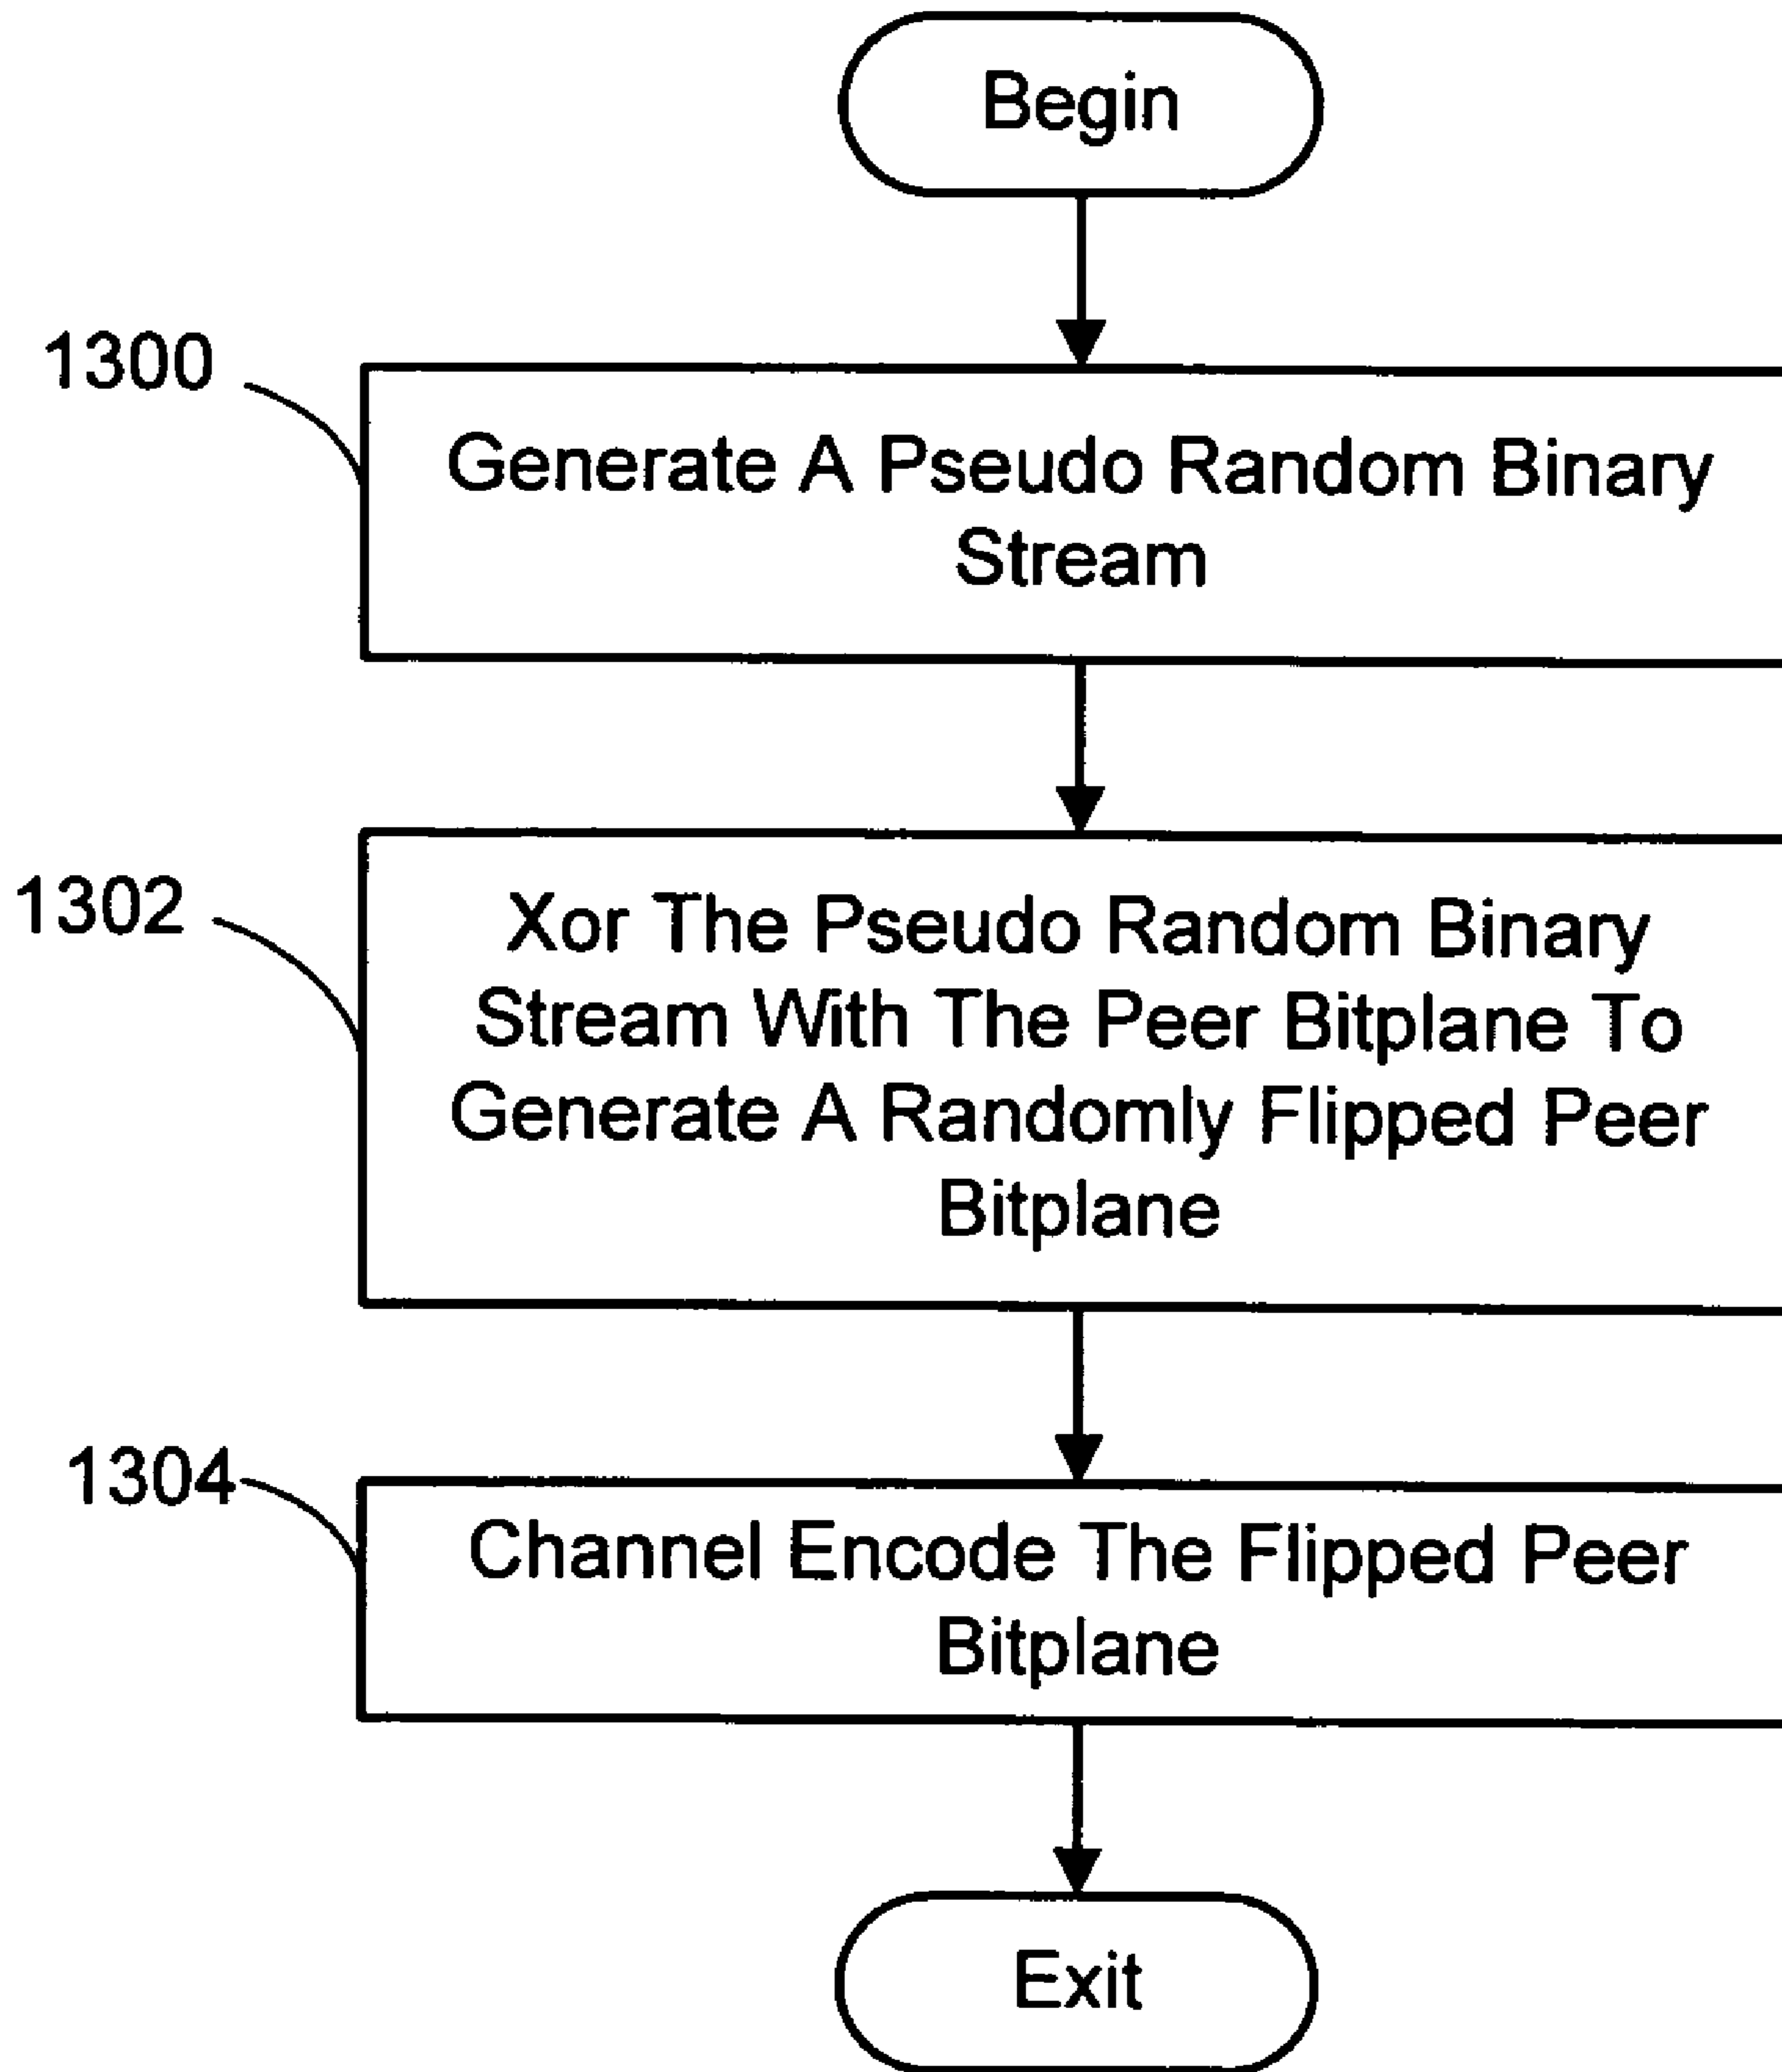 Begin
1300
Generate A Pseudo Random Binary
Stream
1302
Xor The Pseudo Random Binary
Stream With The Peer Bitplane To
Generate A Randomly Flipped Peer
Bitplane
1304
Channel Encode The Flipped Peer
Bitplane
Exit